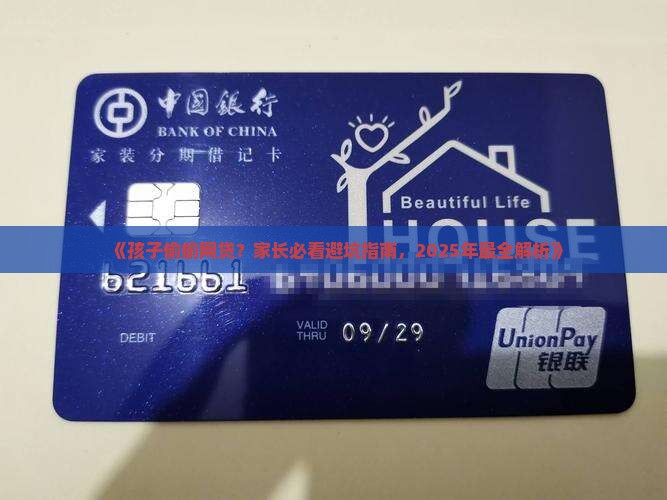 中国银行
BANK OF CHINA
家装分期借记卡
Beautiful Life
HOUSE
《孩子偷偷网贷？家长必看避坑指南，2025年最全解析》
621661
DEBIT
VALID THRU 09/29
UnionPay
银联